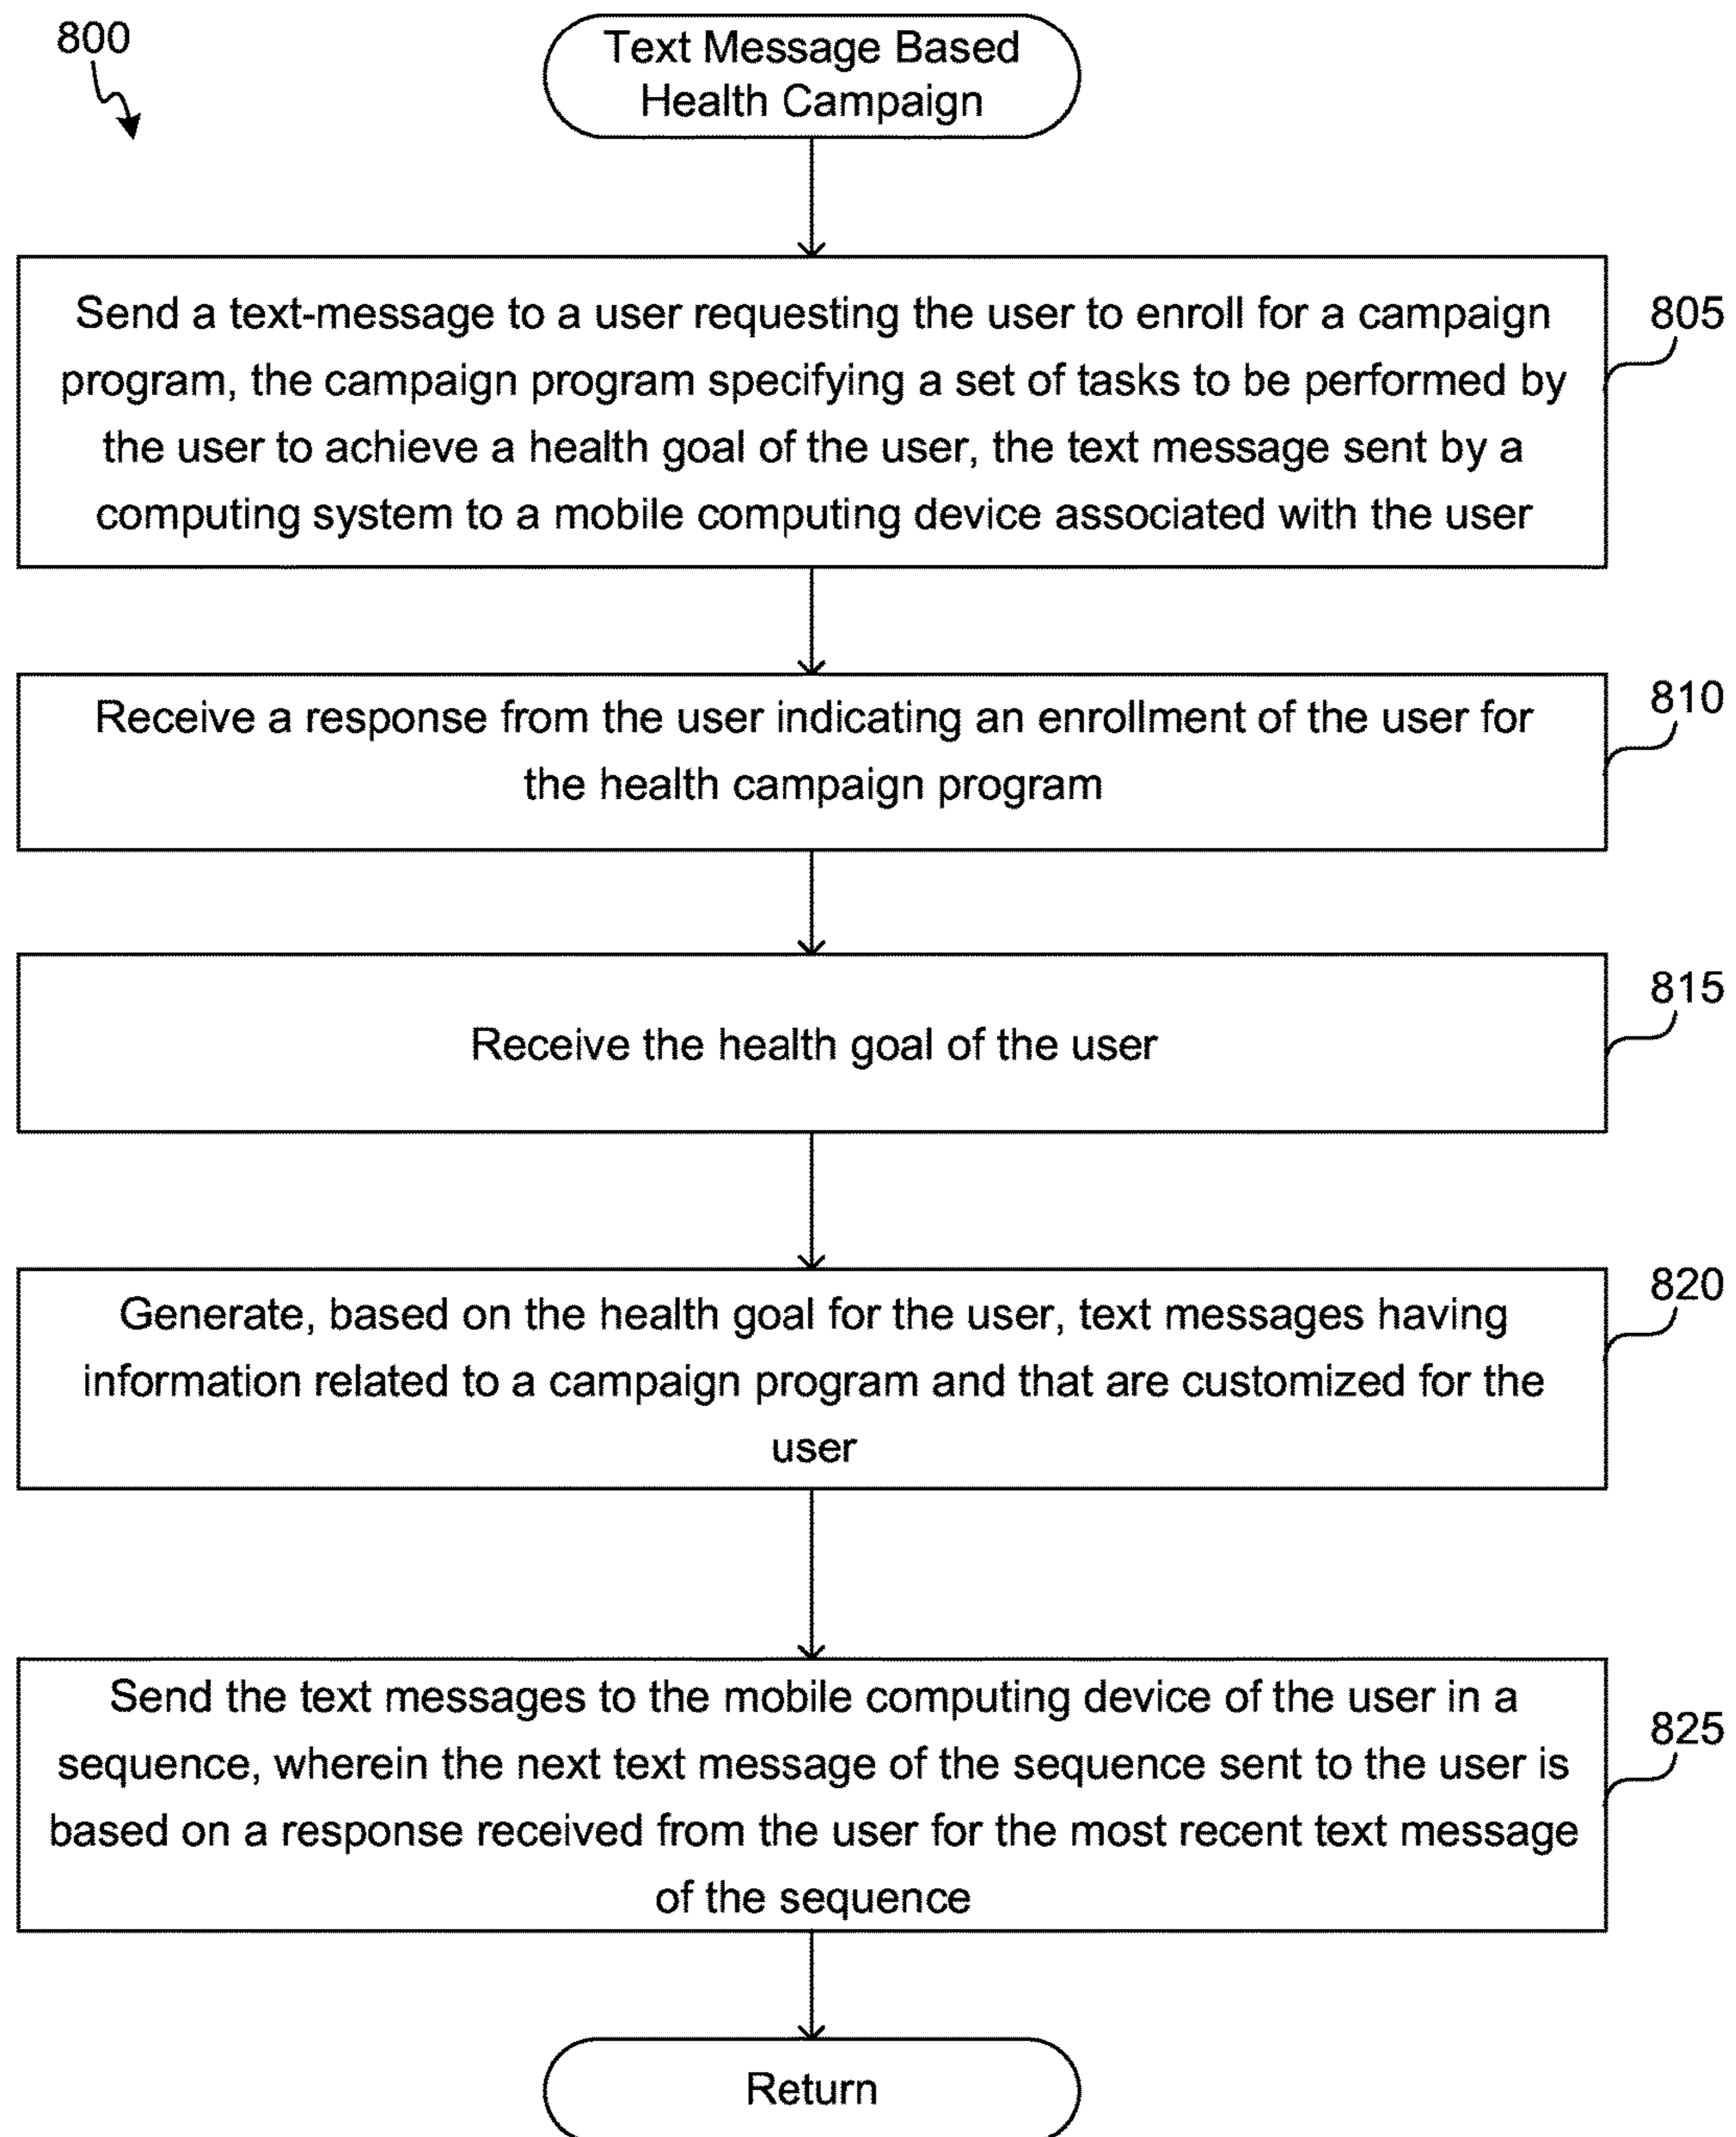 800
Text Message Based
Health Campaign
Send a text-message to a user requesting the user to enroll for a campaign
program, the campaign program specifying a set of tasks to be performed by
the user to achieve a health goal of the user, the text message sent by a
computing system to a mobile computing device associated with the user
805
Receive a response from the user indicating an enrollment of the user for
the health campaign program
810
Receive the health goal of the user
815
Generate, based on the health goal for the user, text messages having
information related to a campaign program and that are customized for the
user
820
Send the text messages to the mobile computing device of the user in a
sequence, wherein the next text message of the sequence sent to the user is
based on a response received from the user for the most recent text message
of the sequence
825
Return